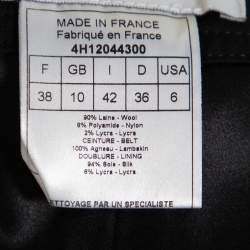 MADE IN FRANCE
Fabriqué en France
4H12044300
F GB I D USA
38 10 42 36 6
90% Laine - Wool
8% Polyamide - Nylon
2% Lycra - Lycra
CEINTURE - BELT
100% Agneau - Lambskin
DOUBLURE - LINING
94% Soie - Silk
6% Lycra - Lycra
NETTOYAGE PAR UN SPECIALISTE